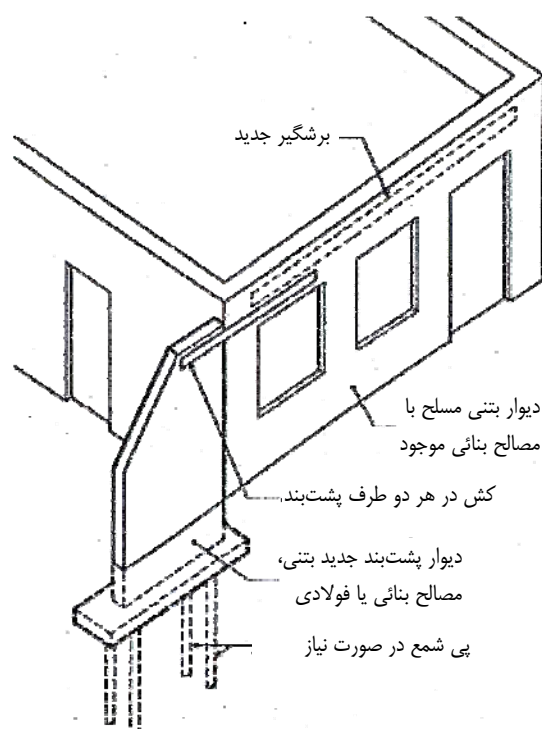 برشگیر جدید
دیوار بتنی مسلح با
مصالح بنائی موجود
کش در هر دو طرف پشت‌بند
دیوار پشت‌بند جدید بتنی،
مصالح بنائی یا فولادی
پی شمع در صورت نیاز